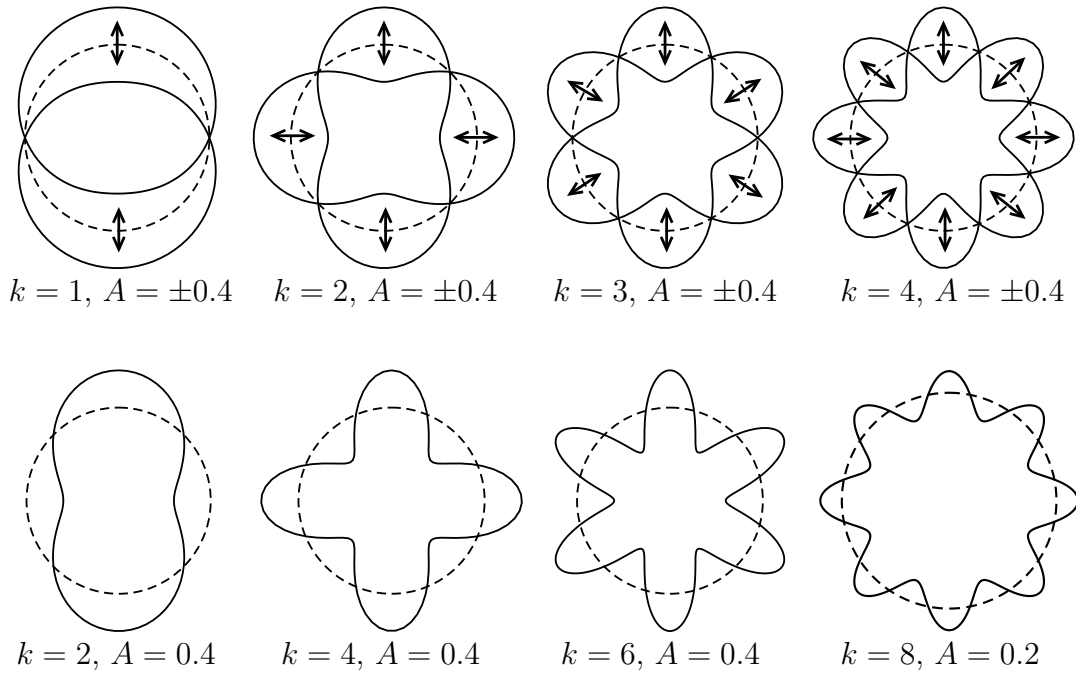 k = 1, A = ±0.4
k = 2, A = ±0.4
k = 3, A = ±0.4
k = 4, A = ±0.4
k = 2, A = 0.4
k = 4, A = 0.4
k = 6, A = 0.4
k = 8, A = 0.2